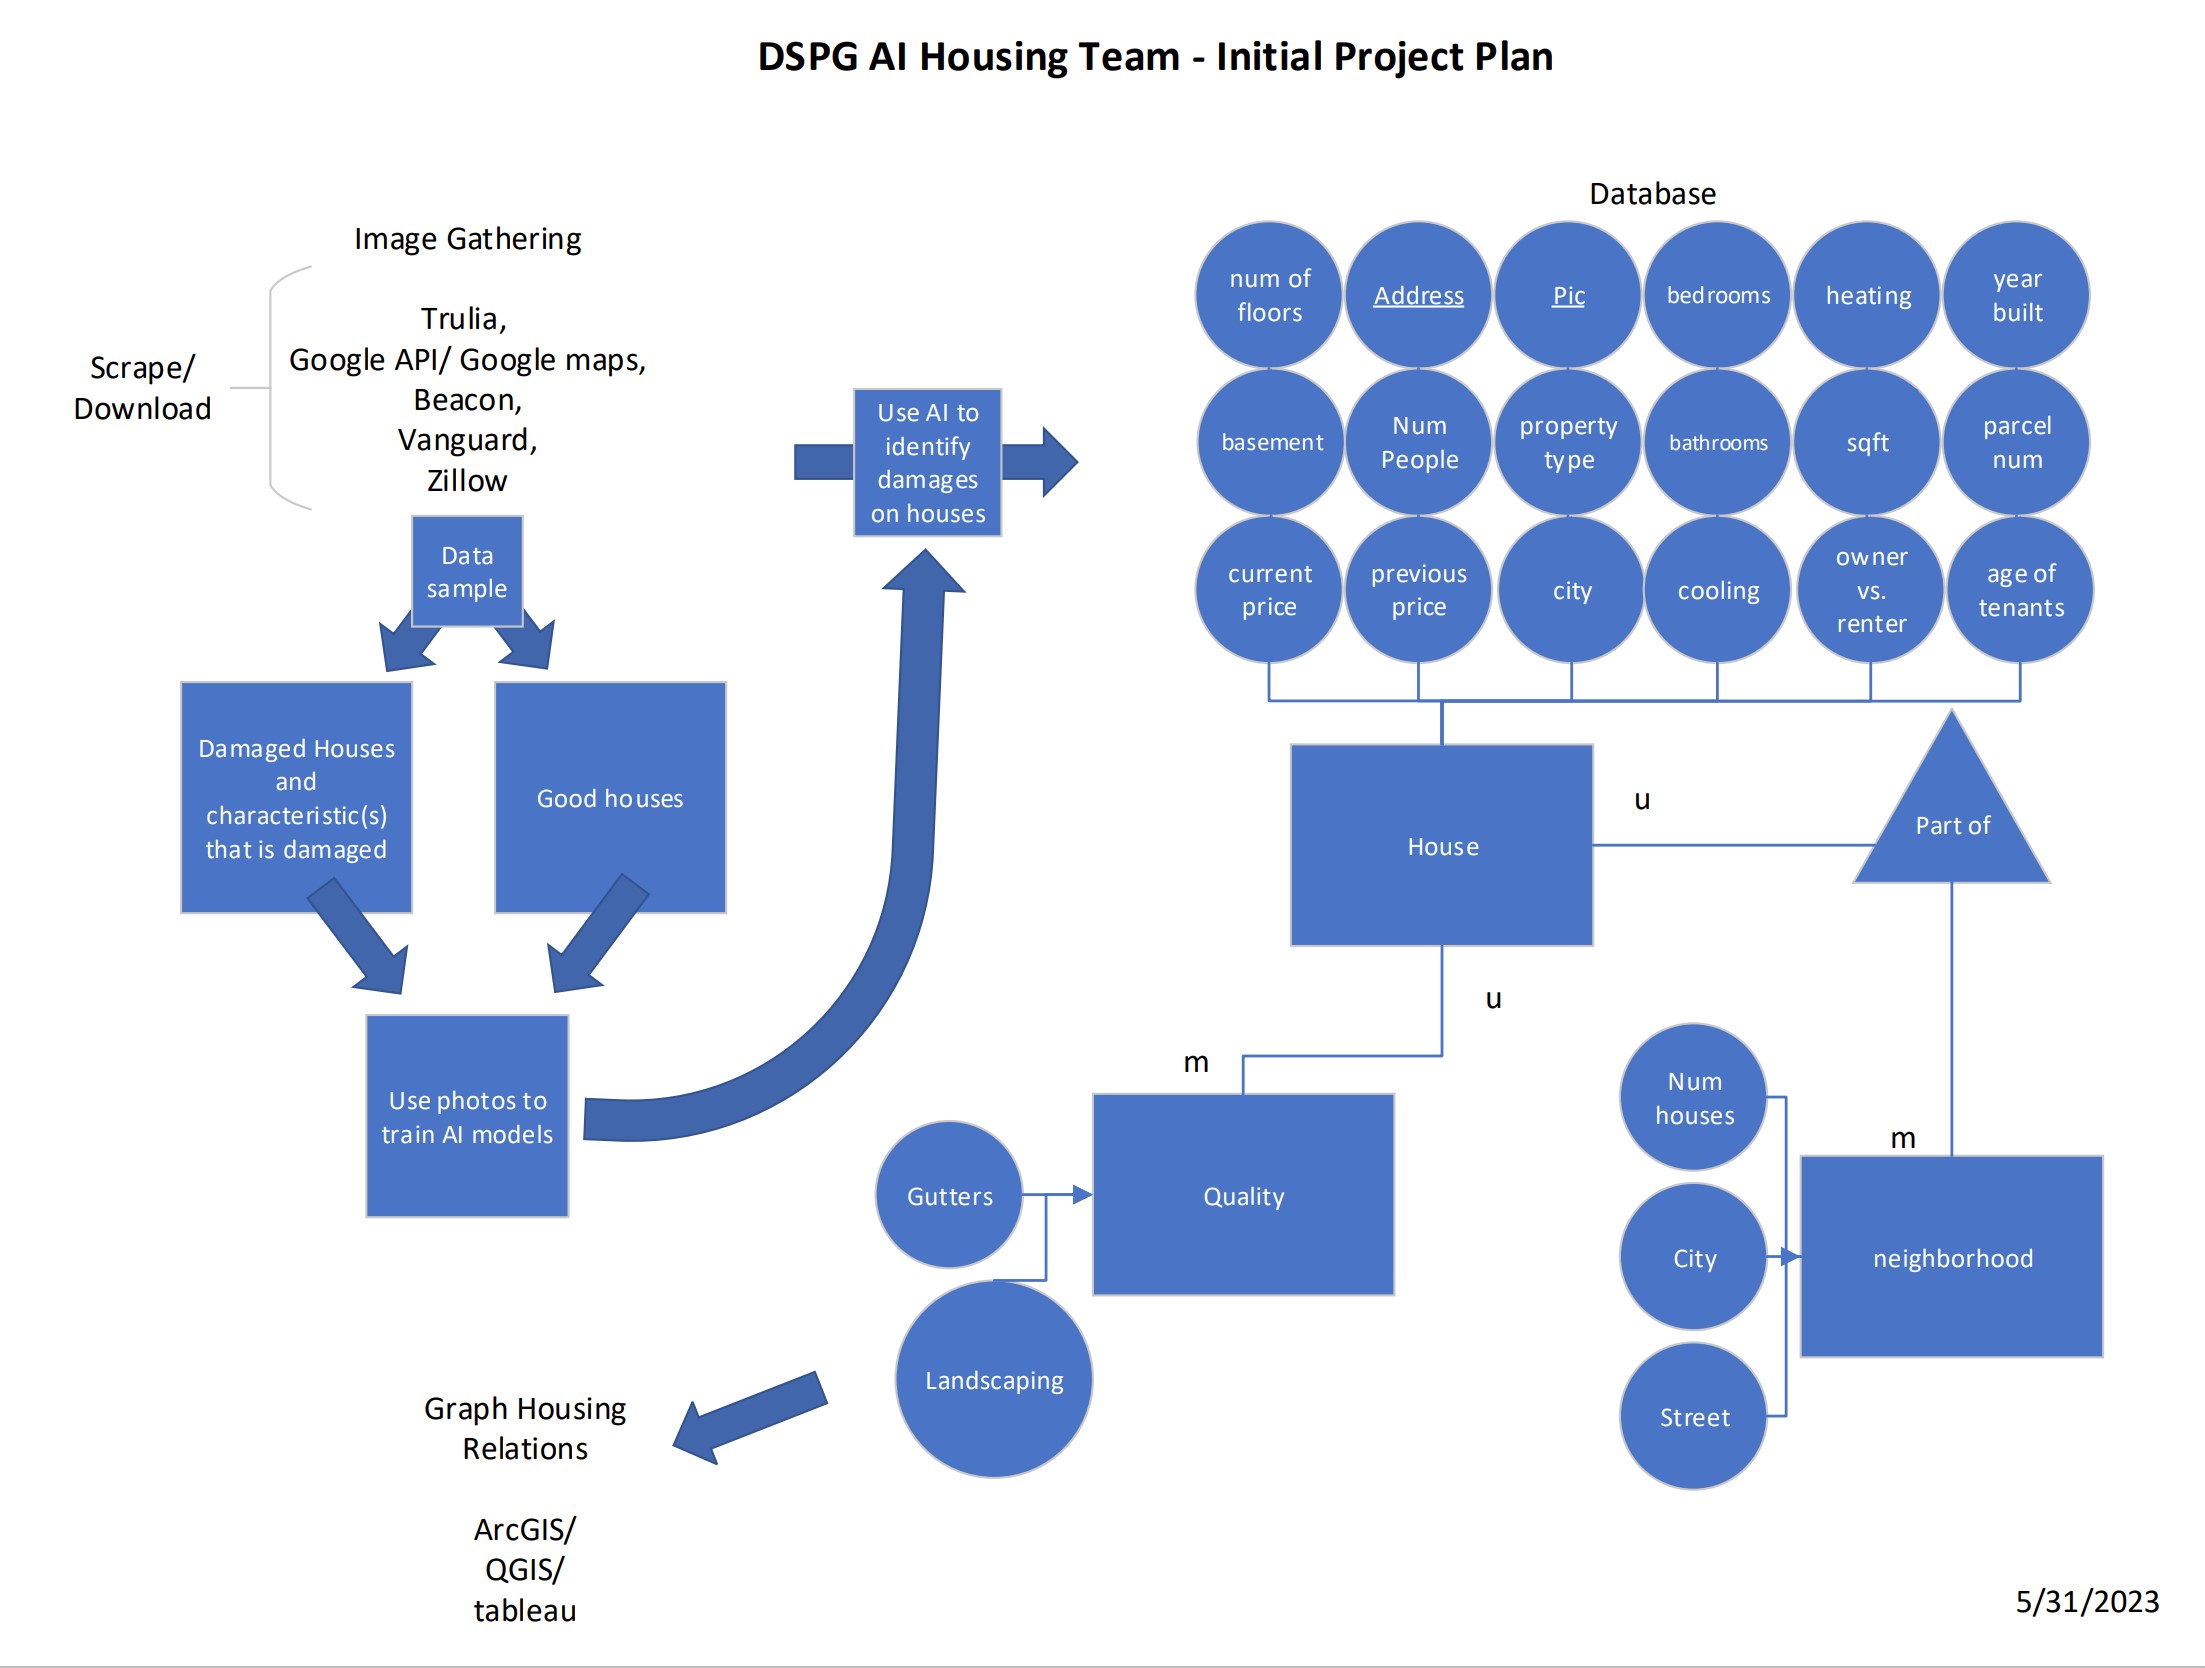 DSPG AI Housing Team - Initial Project Plan
Image Gathering
Scrape/
Download
Trulia,
Google API/ Google maps,
Beacon,
Vanguard,
Zillow
Data
sample
Damaged Houses
and
characteristic(s)
that is damaged
Good houses
Use photos to
train AI models
Use AI to
identify
damages
on houses
Database
num of
floors
Address
Pic
bedrooms
heating
year
built
basement
Num
People
property
type
bathrooms
sqft
parcel
num
current
price
previous
price
city
cooling
owner
vs.
renter
age of
tenants
House
u
Part of
u
m
Quality
Gutters
Landscaping
m
Num
houses
City
Street
neighborhood
Graph Housing
Relations
ArcGIS/
QGIS/
tableau
5/31/2023